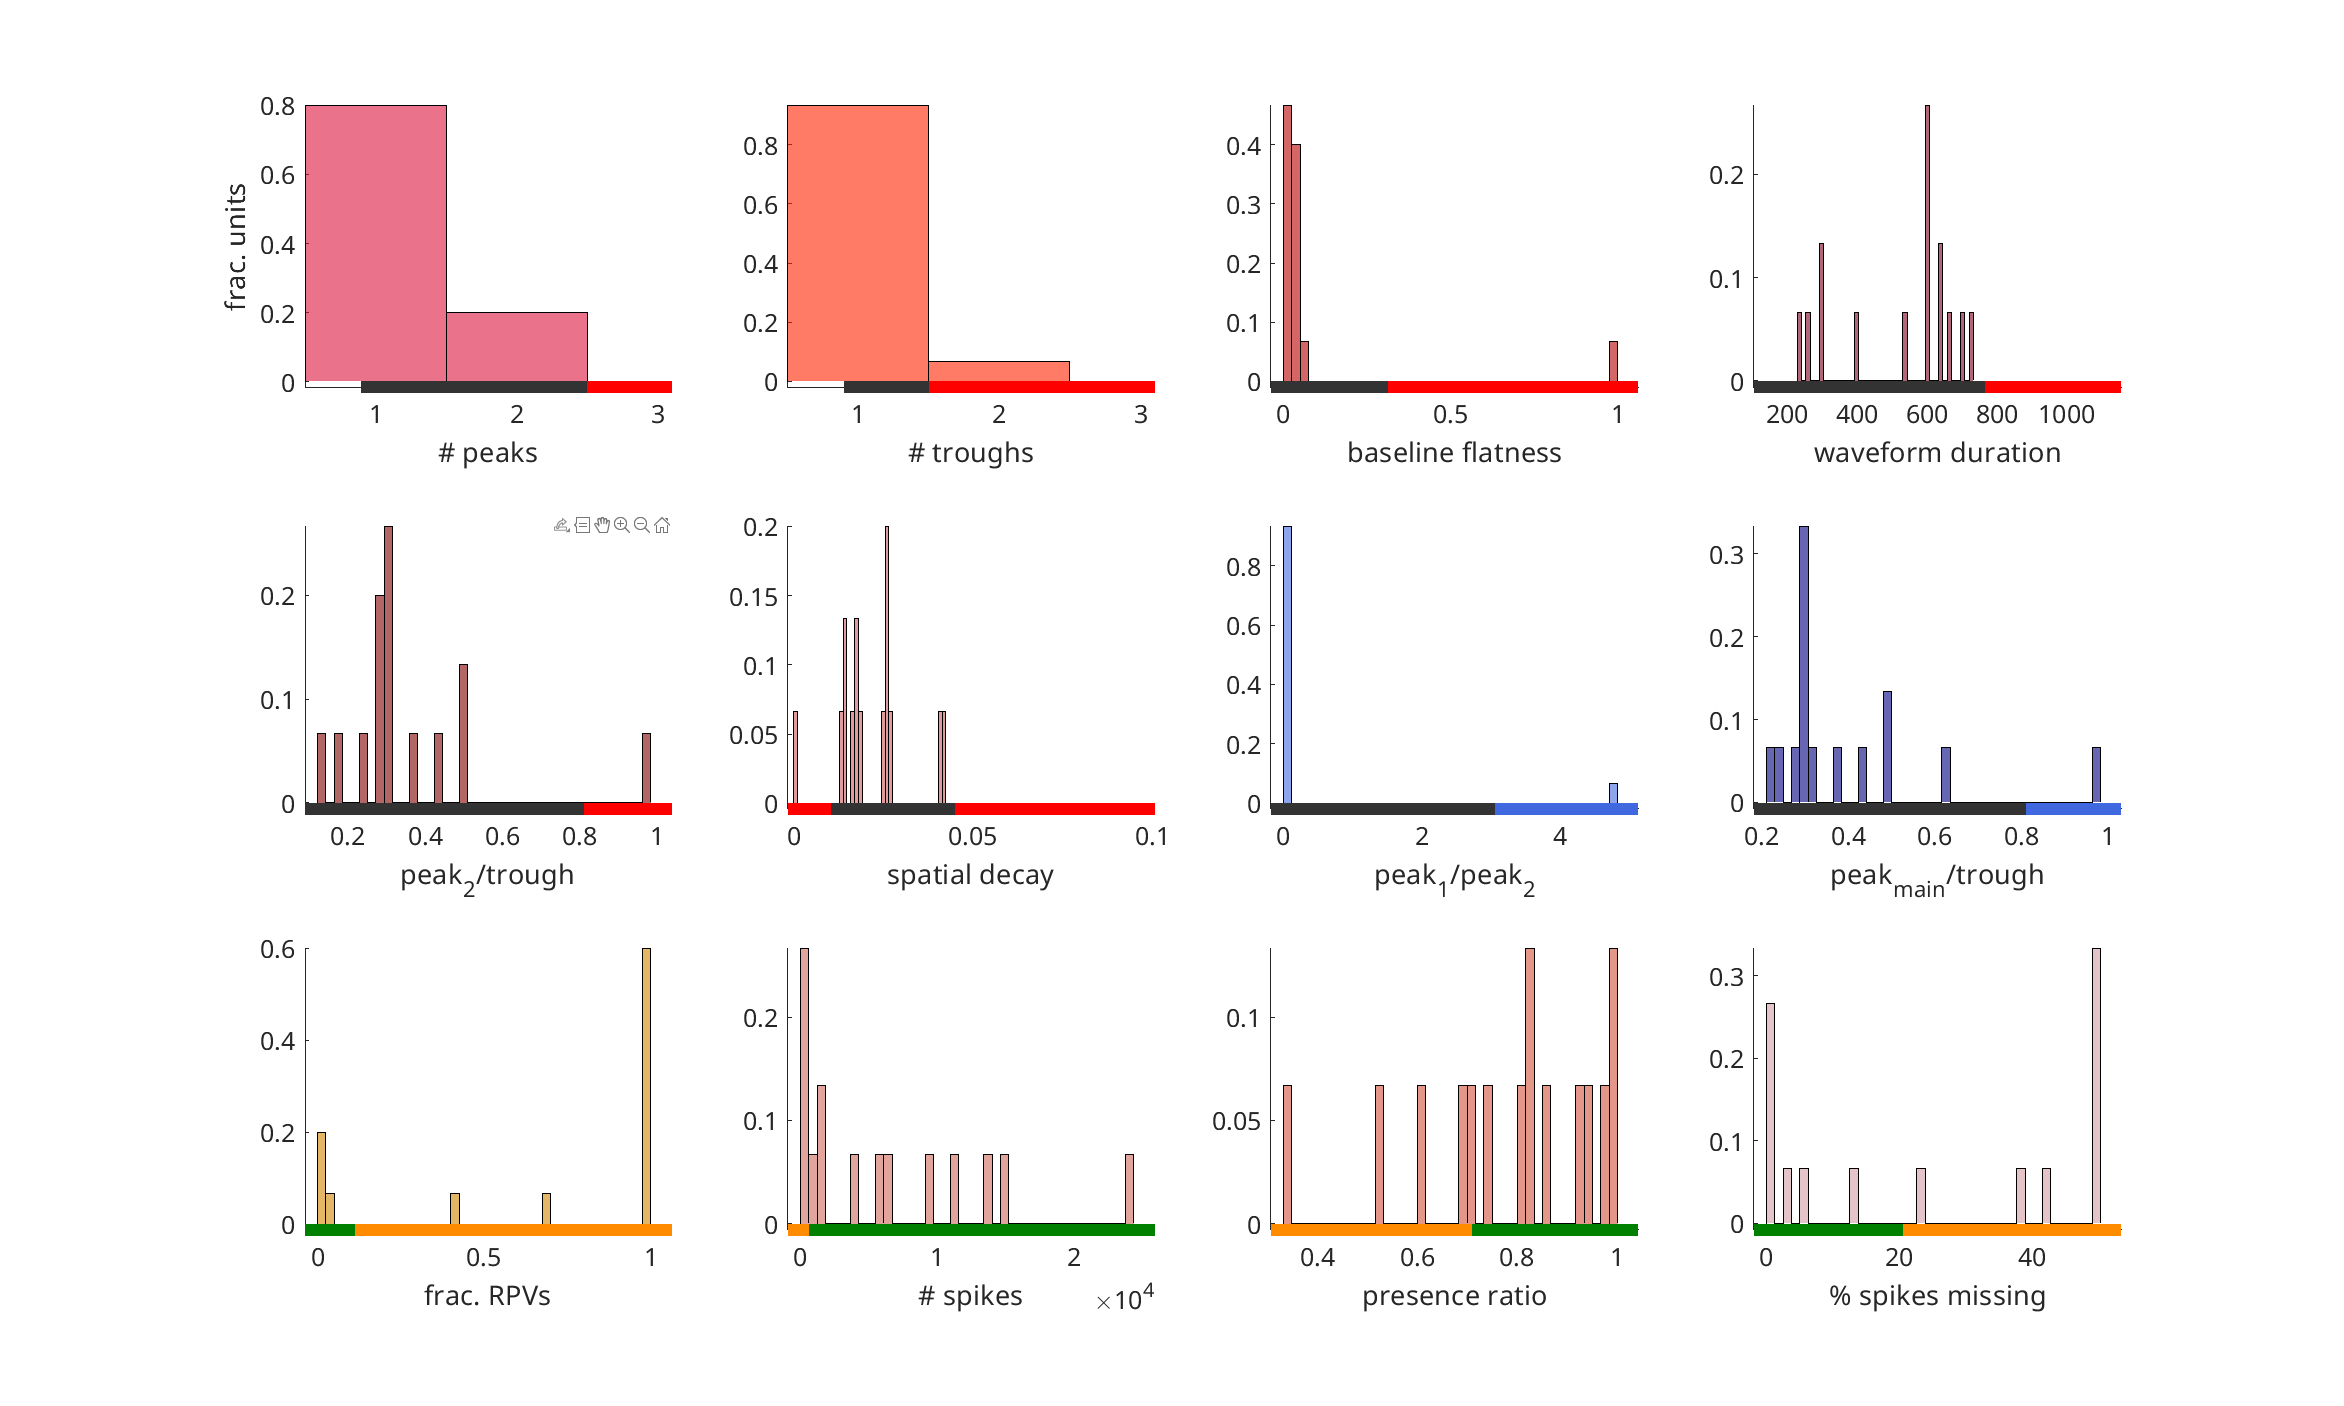 frac. units
0.8
0.6
0.4
0.2
0
1 2 3
# peaks
0.8
0.6
0.4
0.2
0
1 2 3
# troughs
0.4
0.3
0.2
0.1
0
0 0.5 1
baseline flatness
0.2
0.1
0
200 400 600 800 1000
waveform duration
0.2
0.1
0
0.2 0.4 0.6 0.8 1
peak2/trough
0.2
0.15
0.1
0.05
0
0 0.05 0.1
spatial decay
0.8
0.6
0.4
0.2
0
0 2 4
peak1/peak2
0.3
0.2
0.1
0
0.2 0.4 0.6 0.8 1
peakmain/trough
0.6
0.4
0.2
0
0 0.5 1
frac. RPVs
0.2
0.1
0
0 1 2
# spikes
×10⁴
0.1
0.05
0
0.4 0.6 0.8 1
presence ratio
0.3
0.2
0.1
0
0 20 40
% spikes missing